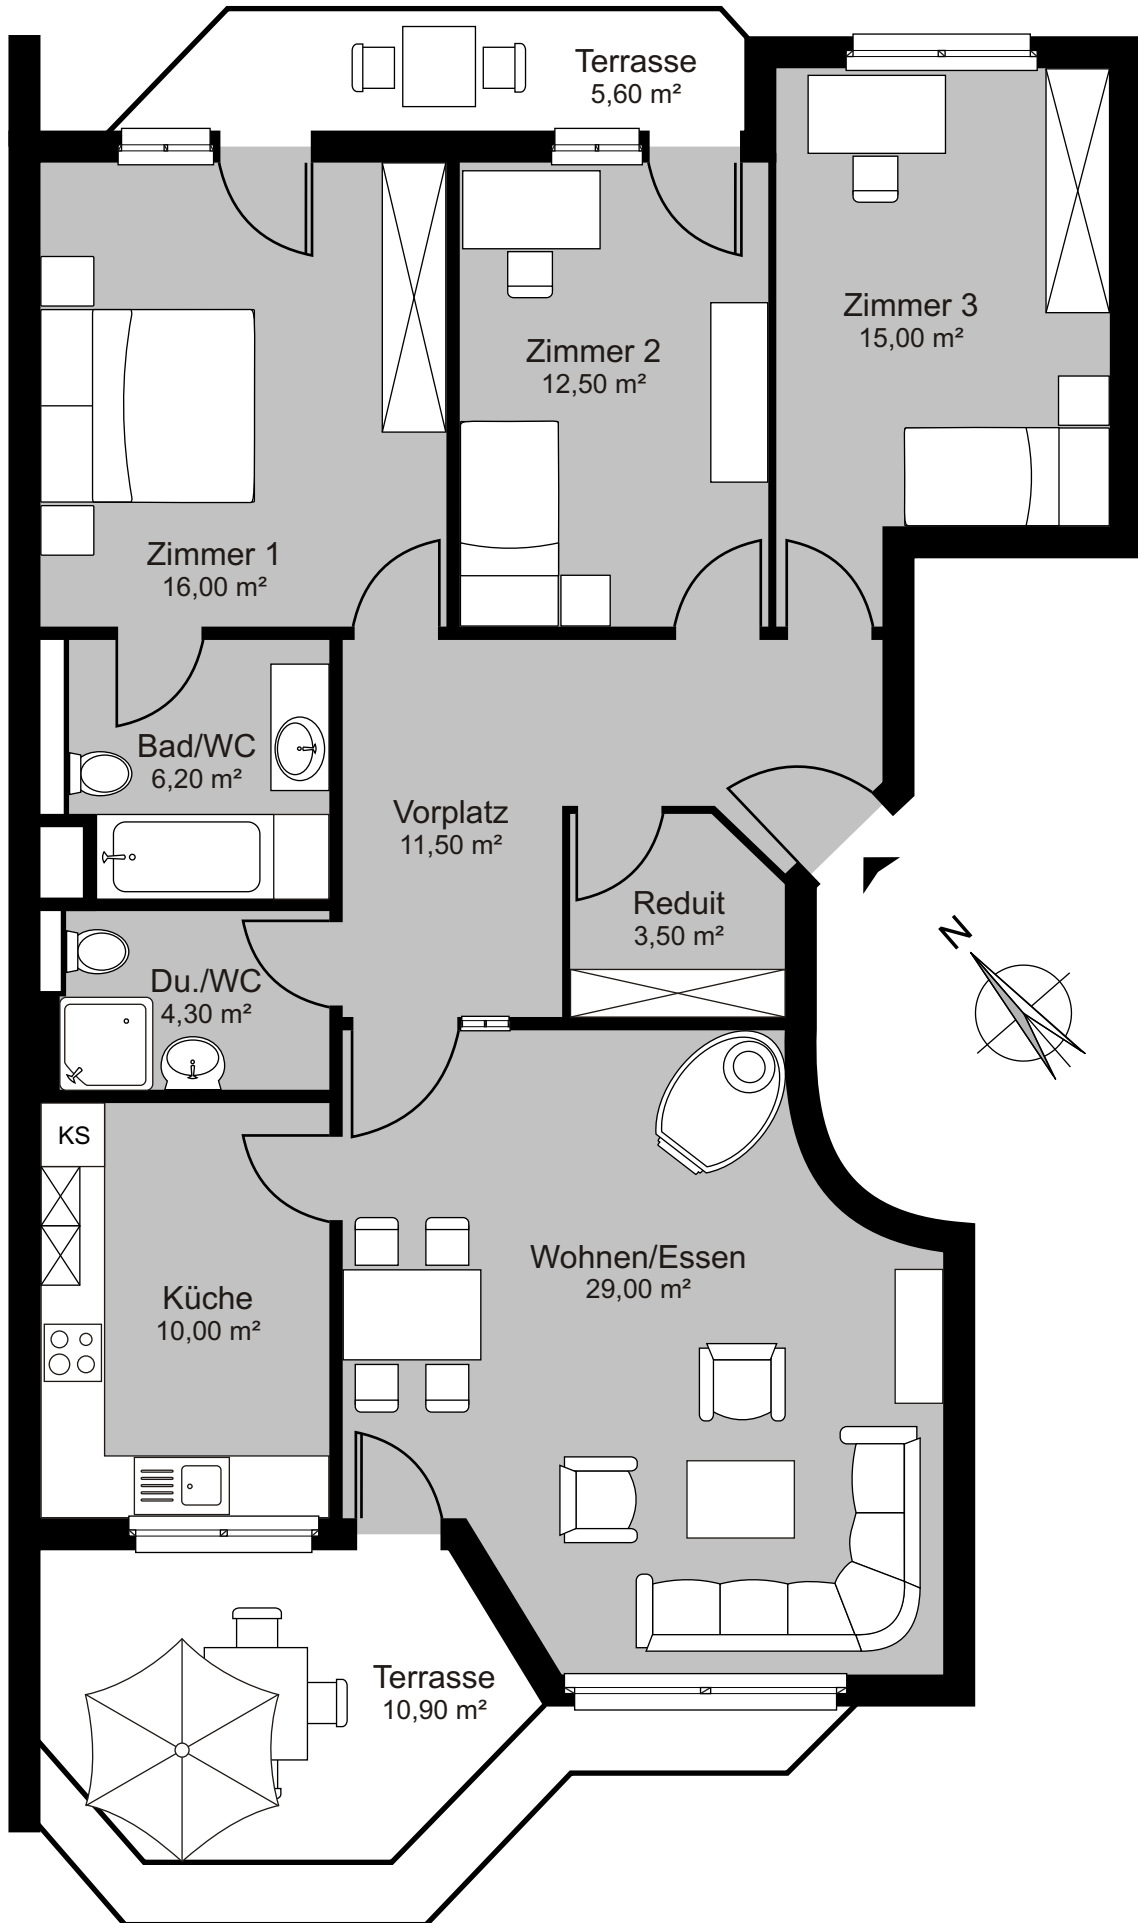 Terrasse
5,60 m²
Zimmer 3
15,00 m²
Zimmer 2
12,50 m²
Zimmer 1
16,00 m²
Bad/WC
6,20 m²
Vorplatz
11,50 m²
Reduit
3,50 m²
N
Du./WC
4,30 m²
KS
Wohnen/Essen
29,00 m²
Küche
10,00 m²
Terrasse
10,90 m²